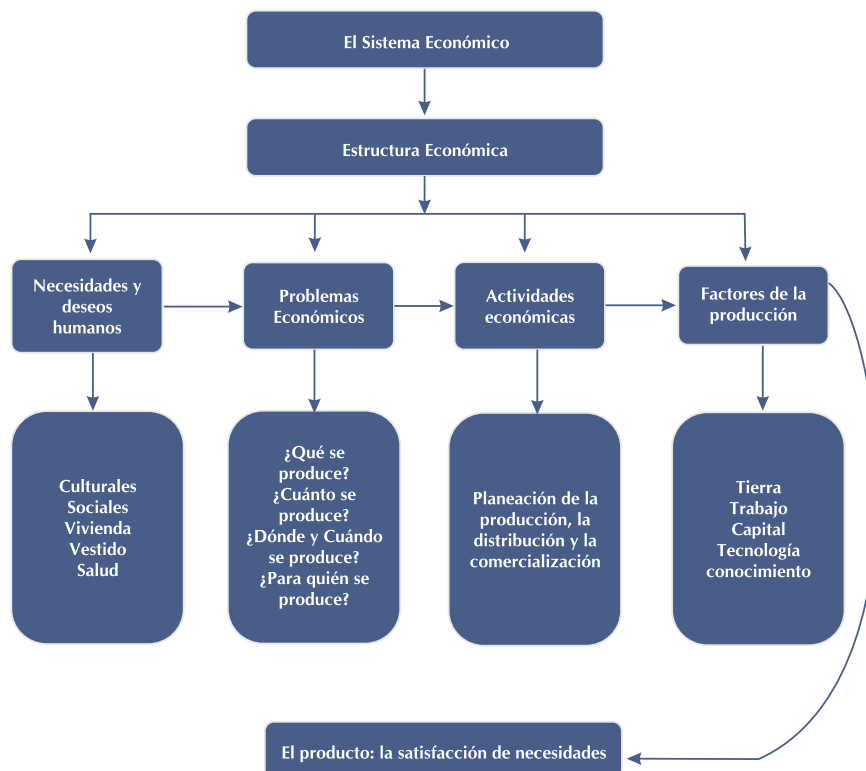 El Sistema Económico
Estructura Económica
Necesidades y
deseos
humanos
Problemas
Económicos
Actividades
económicas
Factores de la
producción
Culturales
Sociales
Vivienda
Vestido
Salud
¿Qué se
produce?
¿Cuánto se
produce?
¿Dónde y Cuándo
se produce?
¿Para quién se
produce?
Planeación de la
producción, la
distribución y la
comercialización
Tierra
Trabajo
Capital
Tecnología
conocimiento
El producto: la satisfacción de necesidades